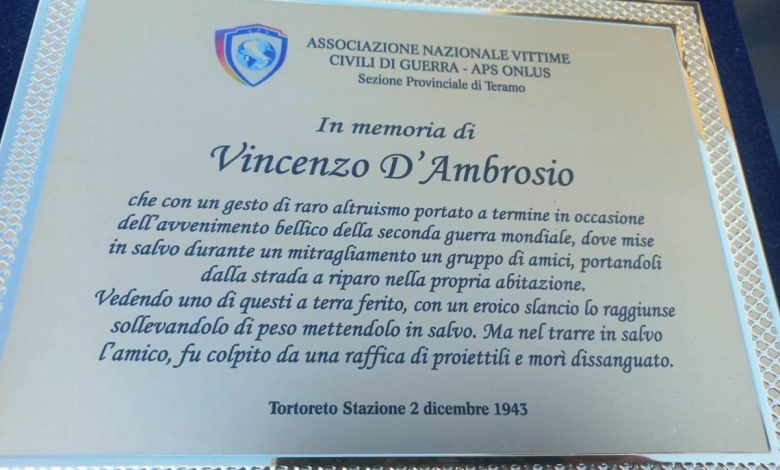 ASSOCIAZIONE NAZIONALE VITTIME
CIVILI DI GUERRA - APS ONLUS
Sezione Provinciale di Teramo
In memoria di
Vincenzo D'Ambrosio
che con un gesto di raro altruismo portato a termine in occasione
dell'avvenimento bellico della seconda guerra mondiale, dove mise
in salvo durante un mitragliamento un gruppo di amici, portandoli
dalla strada a riparo nella propria abitazione.
Vedendo uno di questi a terra ferito, con un eroico slancio lo raggiunse
sollevandolo di peso mettendolo in salvo. Ma nel trarre in salvo
l'amico, fu colpito da una raffica di proiettili e morì dissanguato.
Tortoreto Stazione 2 dicembre 1943